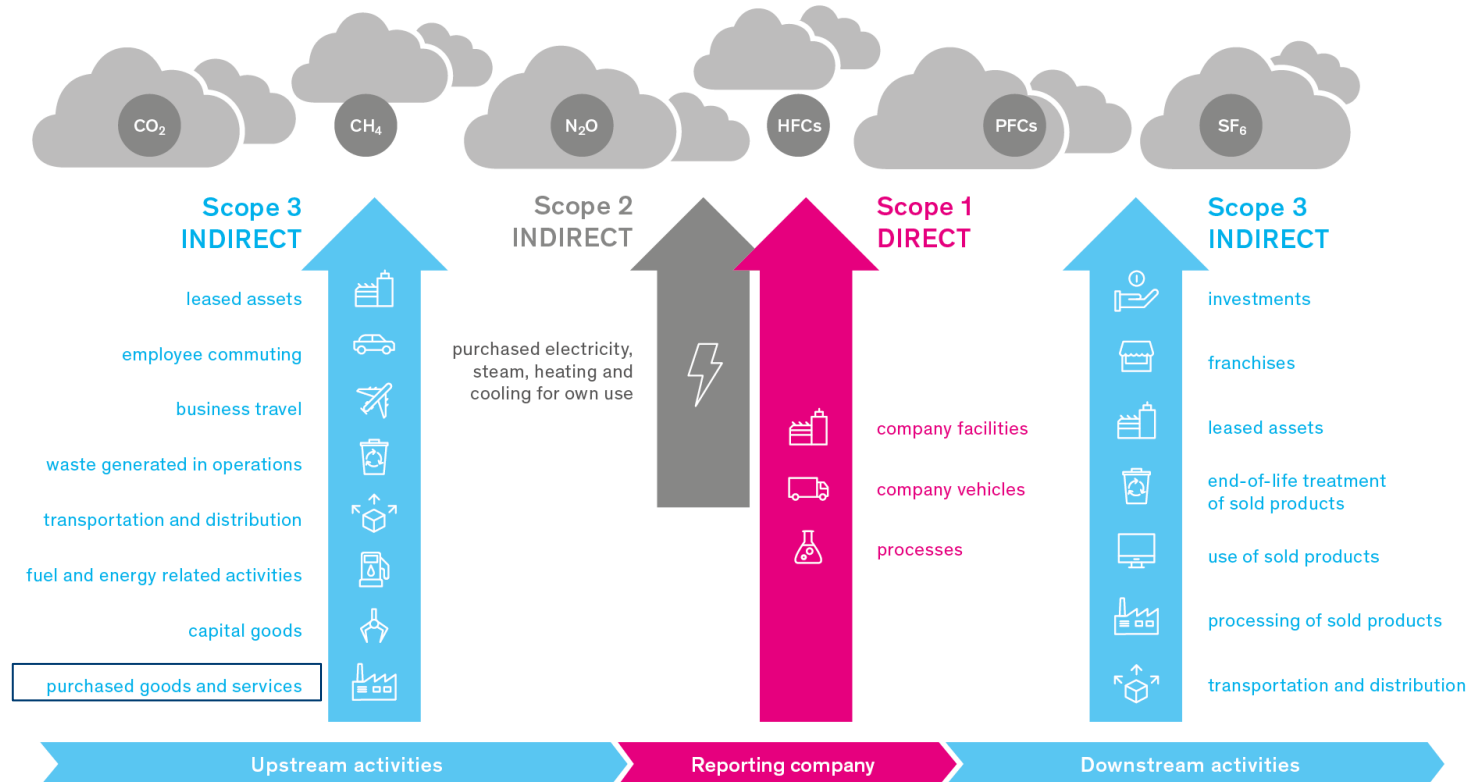 CO₂
CH₄
N₂O
HFCs
PFCs
SF₆
Scope 3
INDIRECT
leased assets
employee commuting
business travel
waste generated in operations
transportation and distribution
fuel and energy related activities
capital goods
purchased goods and services
Scope 2
INDIRECT
purchased electricity,
steam, heating and
cooling for own use
Scope 1
DIRECT
company facilities
company vehicles
processes
Scope 3
INDIRECT
investments
franchises
leased assets
end-of-life treatment
of sold products
use of sold products
processing of sold products
transportation and distribution
Upstream activities
Reporting company
Downstream activities